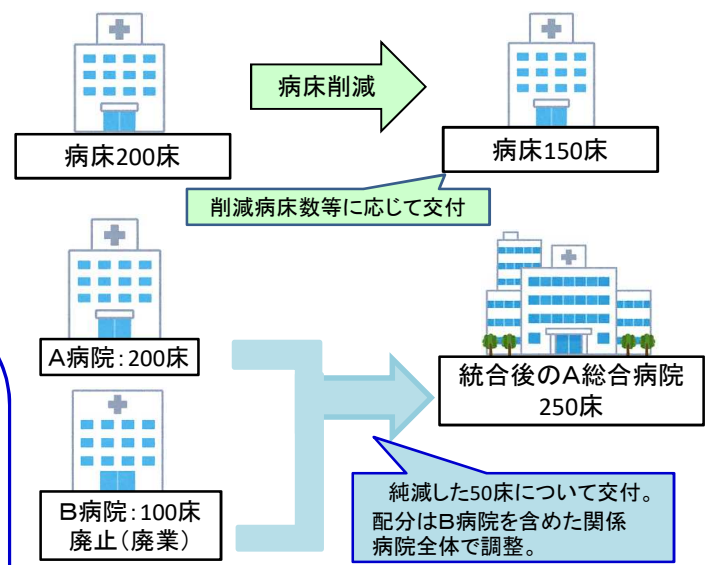 病床削減
病床200床
病床150床
削減病床数等に応じて交付
A病院:200床
統合後のA総合病院
250床
B病院:100床
廃止(廃業)
純減した50床について交付。
配分はB病院を含めた関係
病院全体で調整。